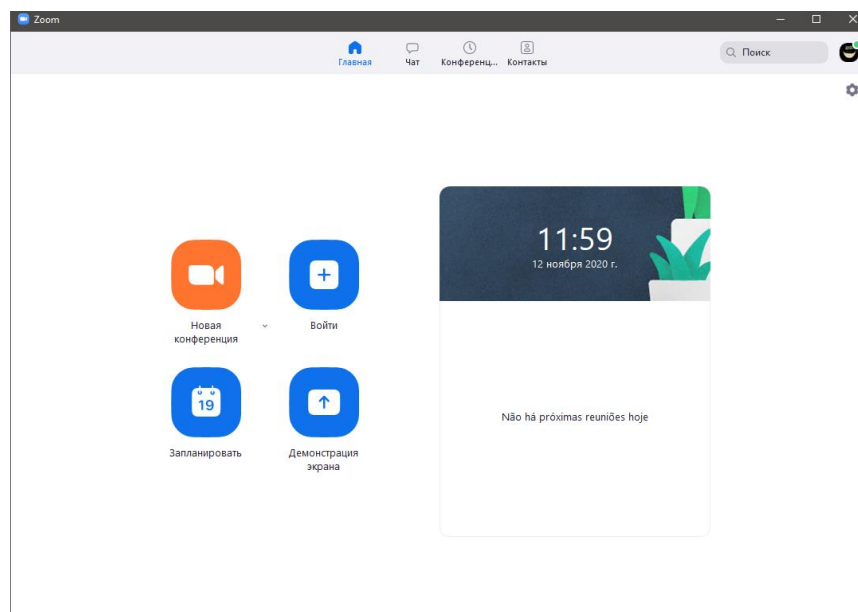 Zoom
Главная
Чат
Конференц...
Контакты
Поиск
11:59
12 ноября 2020 г.
Новая
конференция
Войти
19
Запланировать
Демонстрация
экрана
Não há próximas reuniões hoje